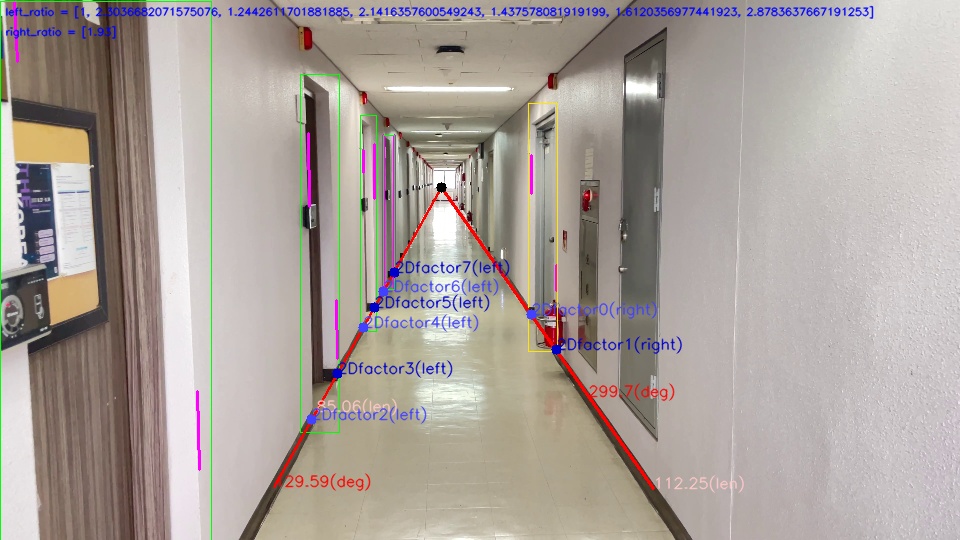 left_ratio = [1, 2.3036682071575076, 1.2442611701881885, 2.1416357600549243, 1.437578081919199, 1.6120356977441923, 2.8783637667191253]
right_ratio = [1.93]
2Dfactor7(left)
2Dfactor6(left)
2Dfactor5(left)
2Dfactor0(right)
2Dfactor4(left)
2Dfactor1(right)
2Dfactor3(left)
299.7(deg)
85.06(len)
2Dfactor2(left)
29.59(deg)
112.25(len)